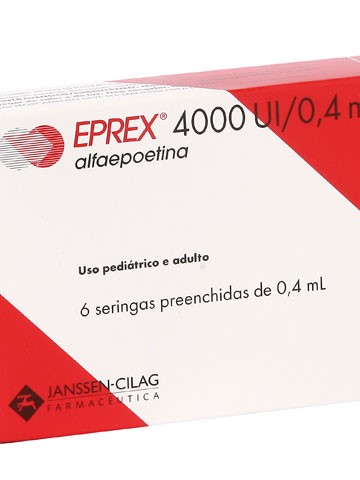 EPREX® 4000 UI/0,4 m
alfaepoetina
Uso pediátrico e adulto
6 seringas preenchidas de 0,4 mL
JANSSEN-CILAG
FARMACÊUTICA